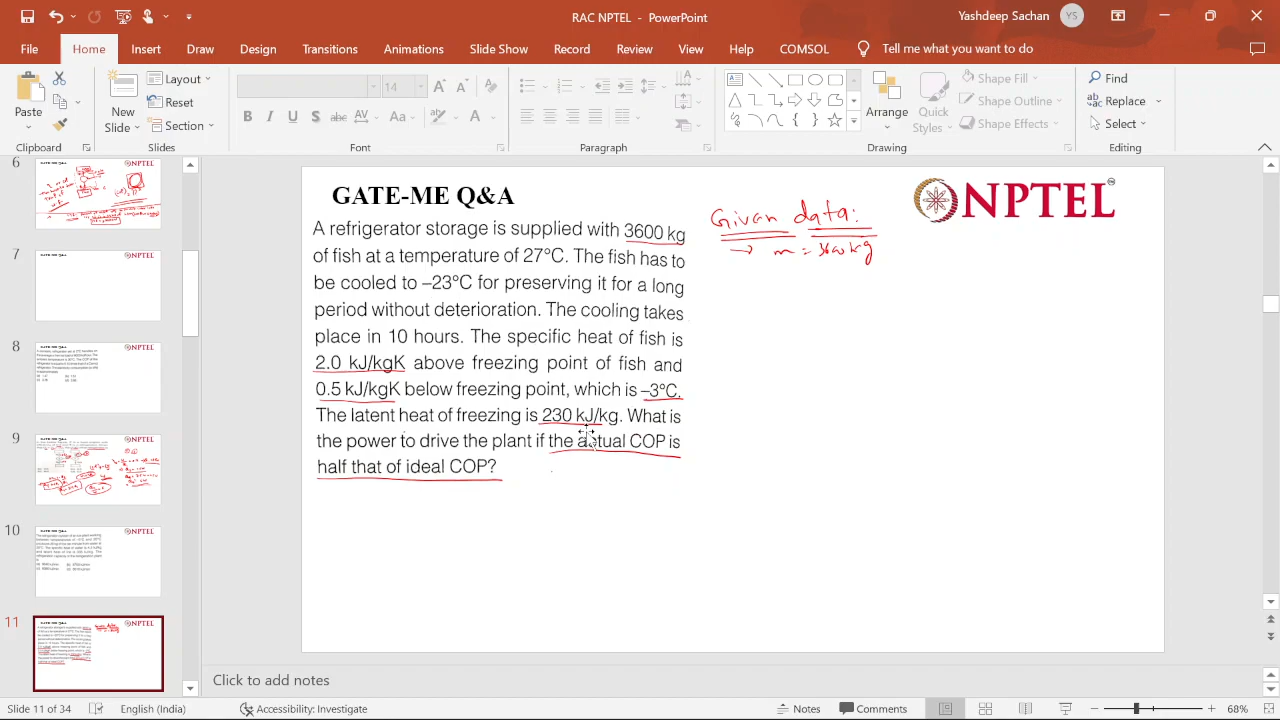 RAC NPTEL - PowerPoint
Yashdeep Sachan
YS
File Home Insert Draw Design Transitions Animations Slide Show Record Review View Help COMSOL Tell me what you want to do
Paste
Clipboard
New Slide
Layout
Reset
Section
Slides
B I U S
Aa
A
Font
Paragraph
Arrange
Quick Styles
Shape Fill
Shape Outline
Shape Effects
Drawing
Find
Replace
Select
Editing
6
7
8
10
11
GATE-ME Q&A
NPTEL
A refrigerator storage is supplied with 3600 kg
of fish at a temperature of 27°C. The fish has to
be cooled to –23°C for preserving it for a long
period without deterioration. The cooling takes
place in 10 hours. The specific heat of fish is
2.0 kJ/kgK above freezing point of fish and
0.5 kJ/kgK below freezing point, which is –3°C.
The latent heat of freezing is 230 kJ/kg. What is
the power to drive the plant if the actual COP is
half that of ideal COP?
Given data:
→ m = 3600 kg
Click to add notes
Slide 11 of 34
English (India)
Accessibility: Investigate
Notes
Comments
68%